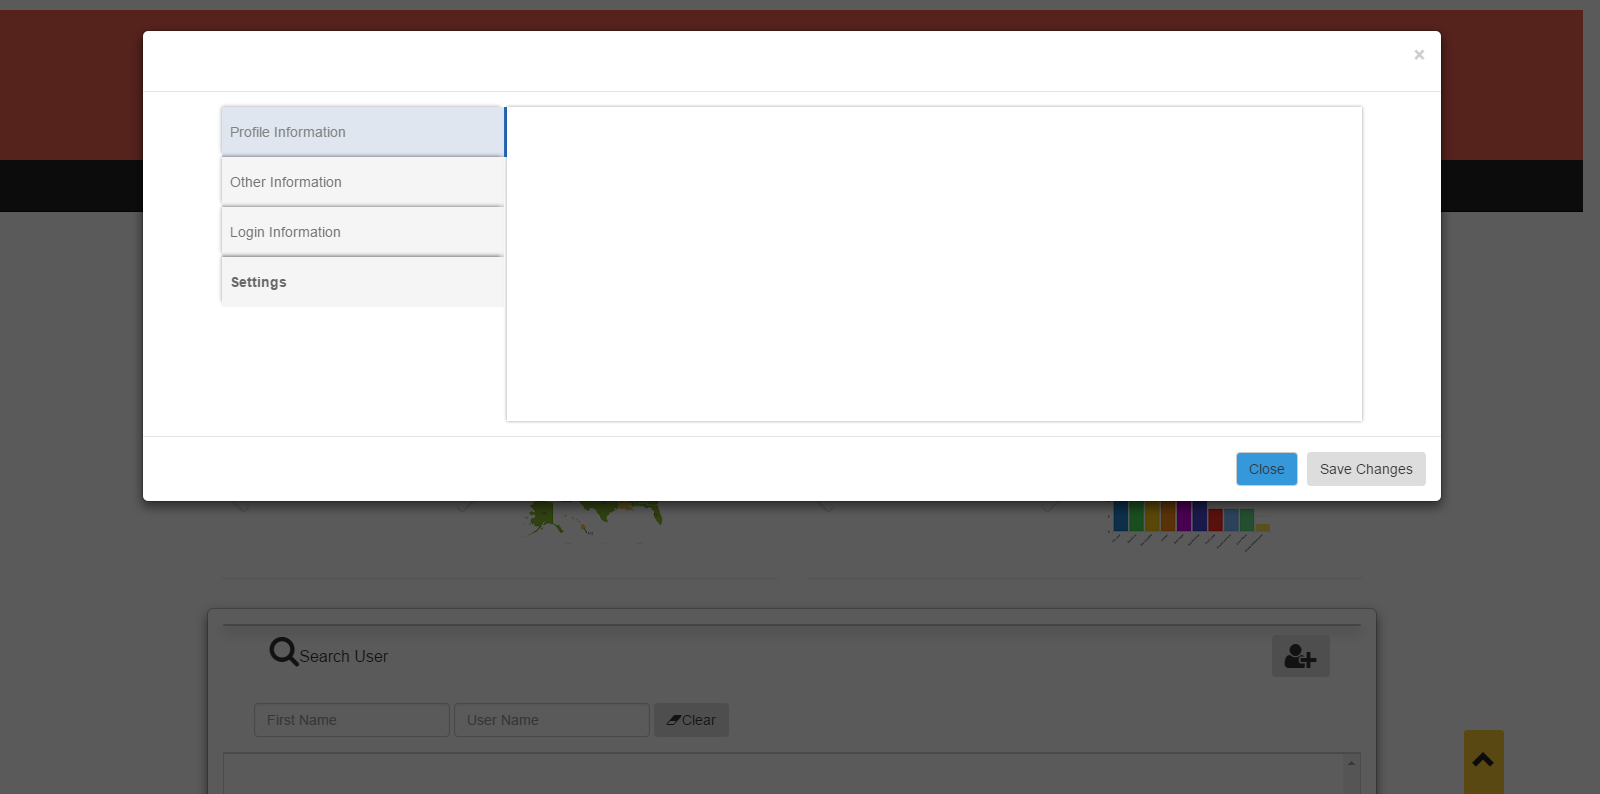 ×
Profile Information
Other Information
Login Information
Settings
Close
Save Changes
Search User
First Name
User Name
Clear